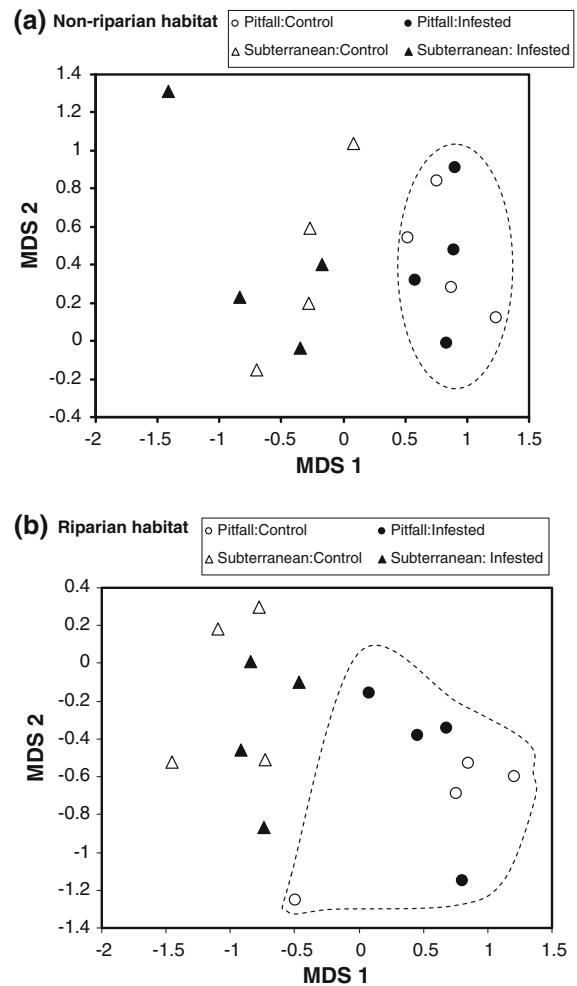 (a) Non-riparian habitat
Pitfall:Control Pitfall:Infested
Subterranean:Control Subterranean: Infested
1.4
1.2
1
0.8
0.6
0.4
0.2
0
-0.2
-0.4
MDS 2
-2 -1.5 -1 -0.5 0 0.5 1 1.5
MDS 1
(b) Riparian habitat
Pitfall:Control Pitfall:Infested
Subterranean:Control Subterranean: Infested
0.4
0.2
0
-0.2
-0.4
-0.6
-0.8
-1
-1.2
-1.4
MDS 2
-2 -1.5 -1 -0.5 0 0.5 1 1.5
MDS 1